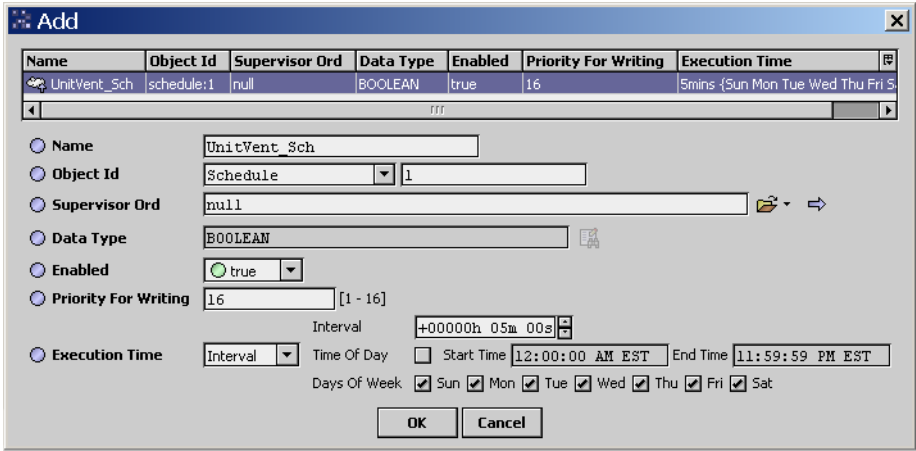 Add
Name Object Id Supervisor Ord Data Type Enabled Priority For Writing Execution Time
UnitVent_Sch schedule:1 null BOOLEAN true 16 5mins {Sun Mon Tue Wed Thu Fri S
Name UnitVent_Sch
Object Id Schedule 1
Supervisor Ord null
Data Type BOOLEAN
Enabled true
Priority For Writing 16 [1 - 16]
Interval +00000h 05m 00s
Execution Time Interval Time Of Day Start Time 12:00:00 AM EST End Time 11:59:59 PM EST
Days Of Week Sun Mon Tue Wed Thu Fri Sat
OK Cancel